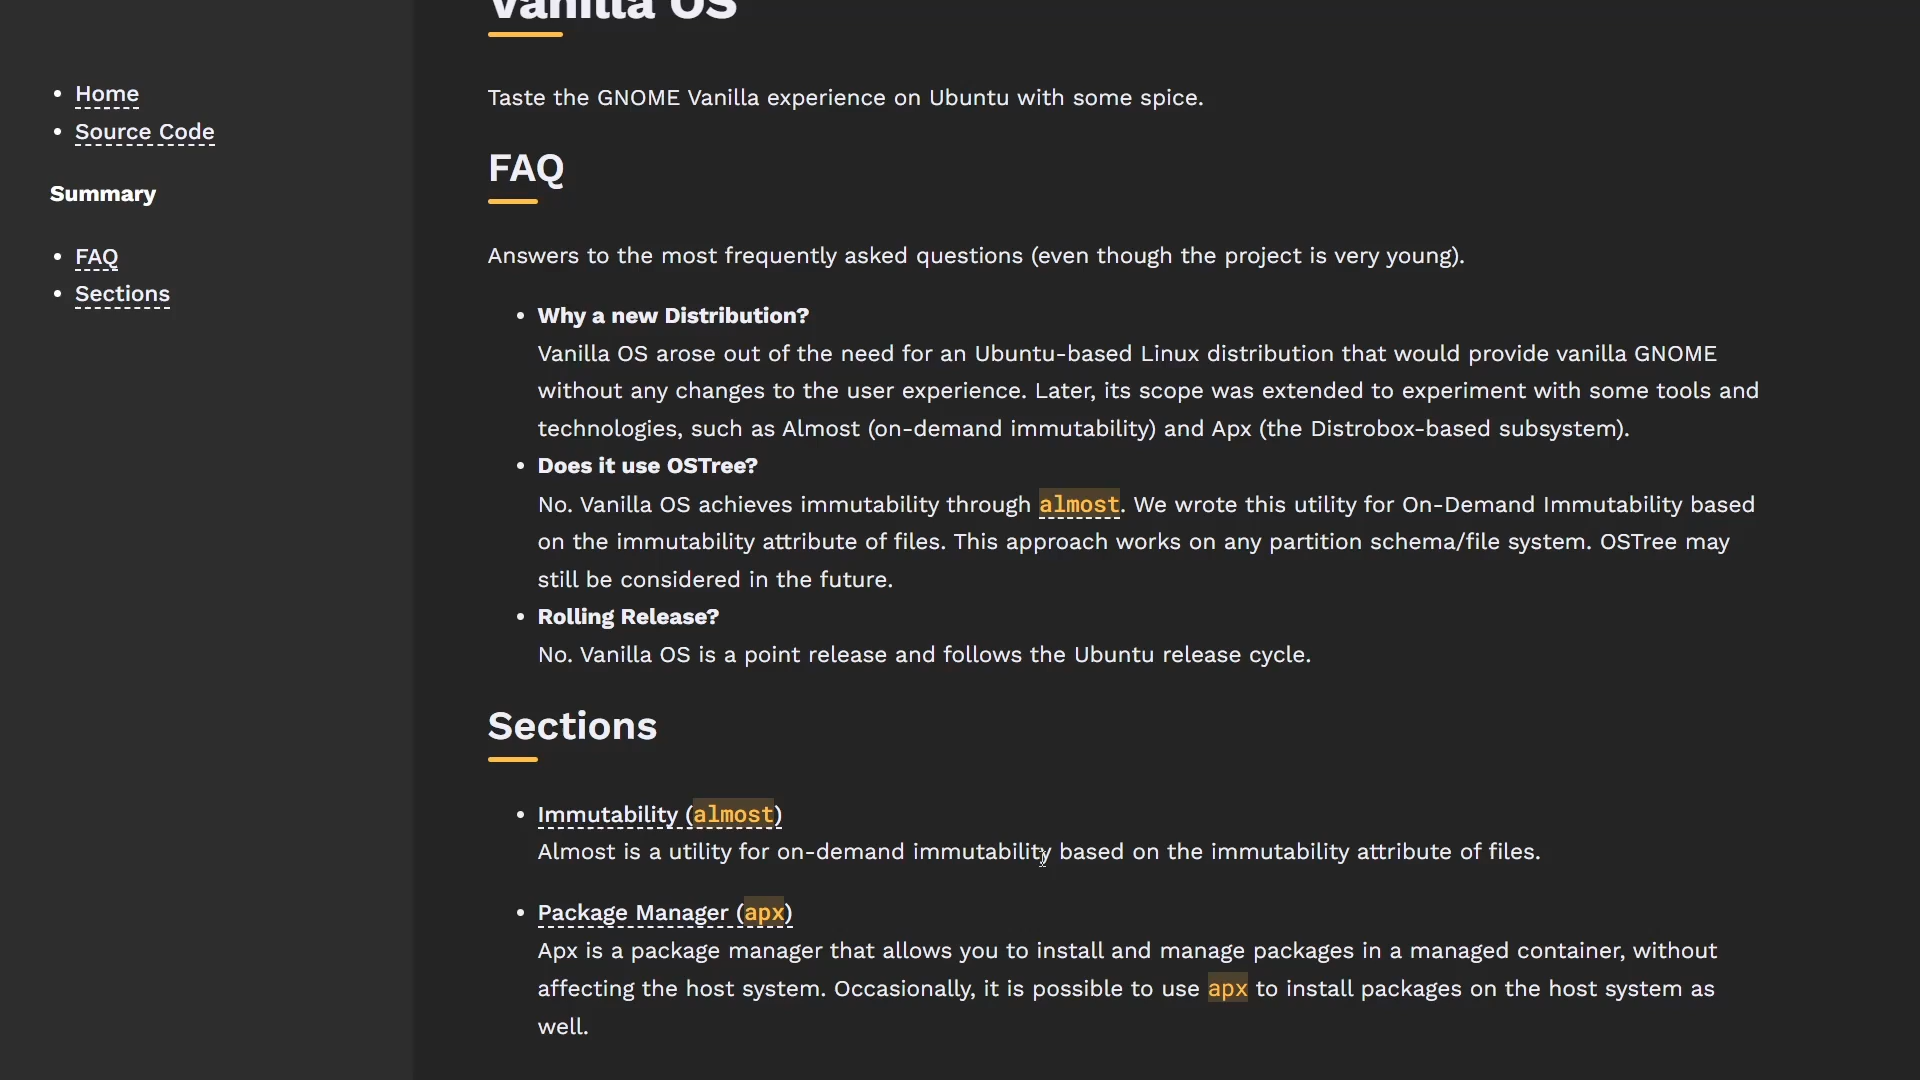 Vanilla OS
Home
Source Code
Summary
FAQ
Sections
Taste the GNOME Vanilla experience on Ubuntu with some spice.
FAQ
Answers to the most frequently asked questions (even though the project is very young).
Why a new Distribution?
Vanilla OS arose out of the need for an Ubuntu-based Linux distribution that would provide vanilla GNOME
without any changes to the user experience. Later, its scope was extended to experiment with some tools and
technologies, such as Almost (on-demand immutability) and Apx (the Distrobox-based subsystem).
Does it use OSTree?
No. Vanilla OS achieves immutability through almost. We wrote this utility for On-Demand Immutability based
on the immutability attribute of files. This approach works on any partition schema/file system. OSTree may
still be considered in the future.
Rolling Release?
No. Vanilla OS is a point release and follows the Ubuntu release cycle.
Sections
Immutability (almost)
Almost is a utility for on-demand immutability based on the immutability attribute of files.
Package Manager (apx)
Apx is a package manager that allows you to install and manage packages in a managed container, without
affecting the host system. Occasionally, it is possible to use apx to install packages on the host system as
well.